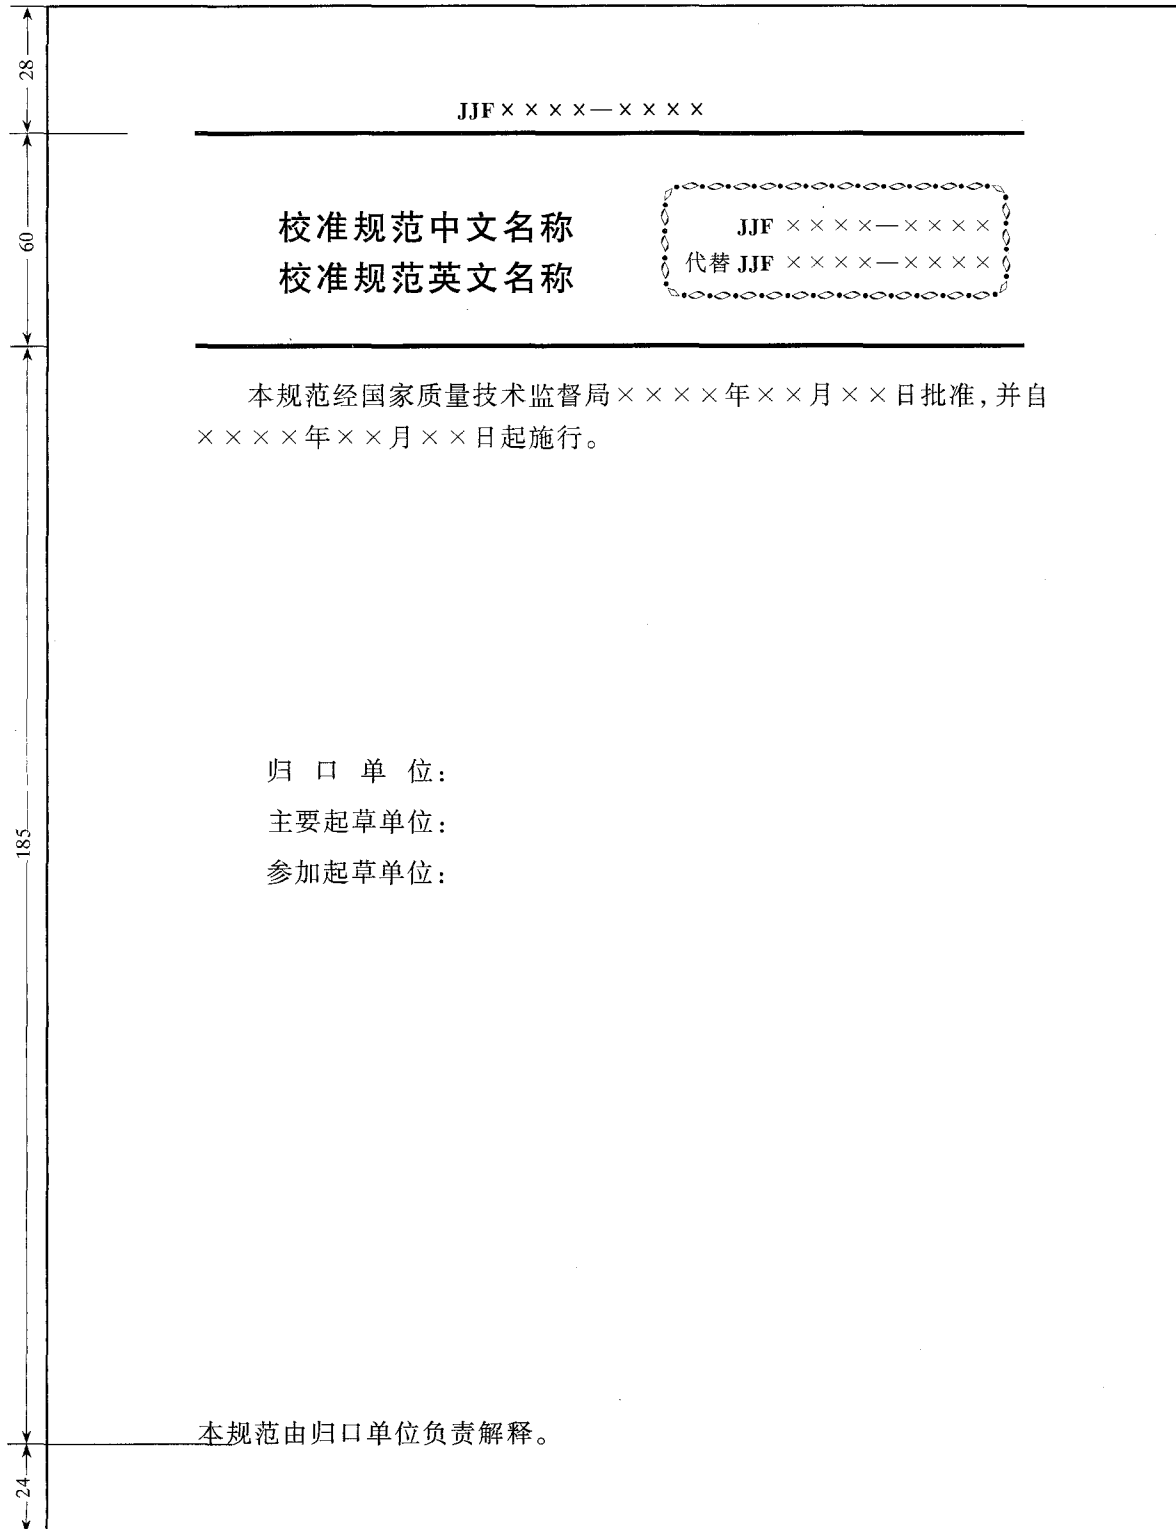 28
JJF××××—××××
60
校准规范中文名称
校准规范英文名称
JJF ××××—××××
代替 JJF ××××—××××
本规范经国家质量技术监督局××××年××月××日批准,并自
××××年××月××日起施行。
185
归口单位:
主要起草单位:
参加起草单位:
本规范由归口单位负责解释。
24